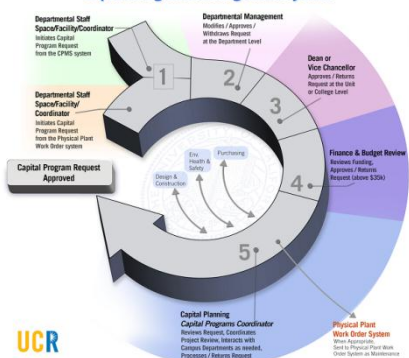 Departmental Staff
Space/Facility/Coordinator
Initiates Capital
Program Request
from the CPMS system
Departmental Staff
Space/Facility/
Coordinator
Initiates Capital
Program Request
from the Physical Plant
Work Order system
Departmental Management
Modifies / Approves /
Withdraws Request
at the Department Level
Dean or
Vice Chancellor
Approves / Returns
Request at the Unit
or College Level
Finance & Budget Review
Reviews Funding,
Approves / Returns
Request (above $35k)
1
2
3
4
5
Capital Program Request
Approved
Design &
Construction
Env.
Health &
Safety
Purchasing
Capital Planning
Capital Programs Coordinator
Reviews Request, Coordinates
Project Review, Interacts with
Campus Departments as needed,
Processes / Returns Request
Physical Plant
Work Order System
When Appropriate,
Sent to Physical Plant Work
Order System as Maintenance
UCR